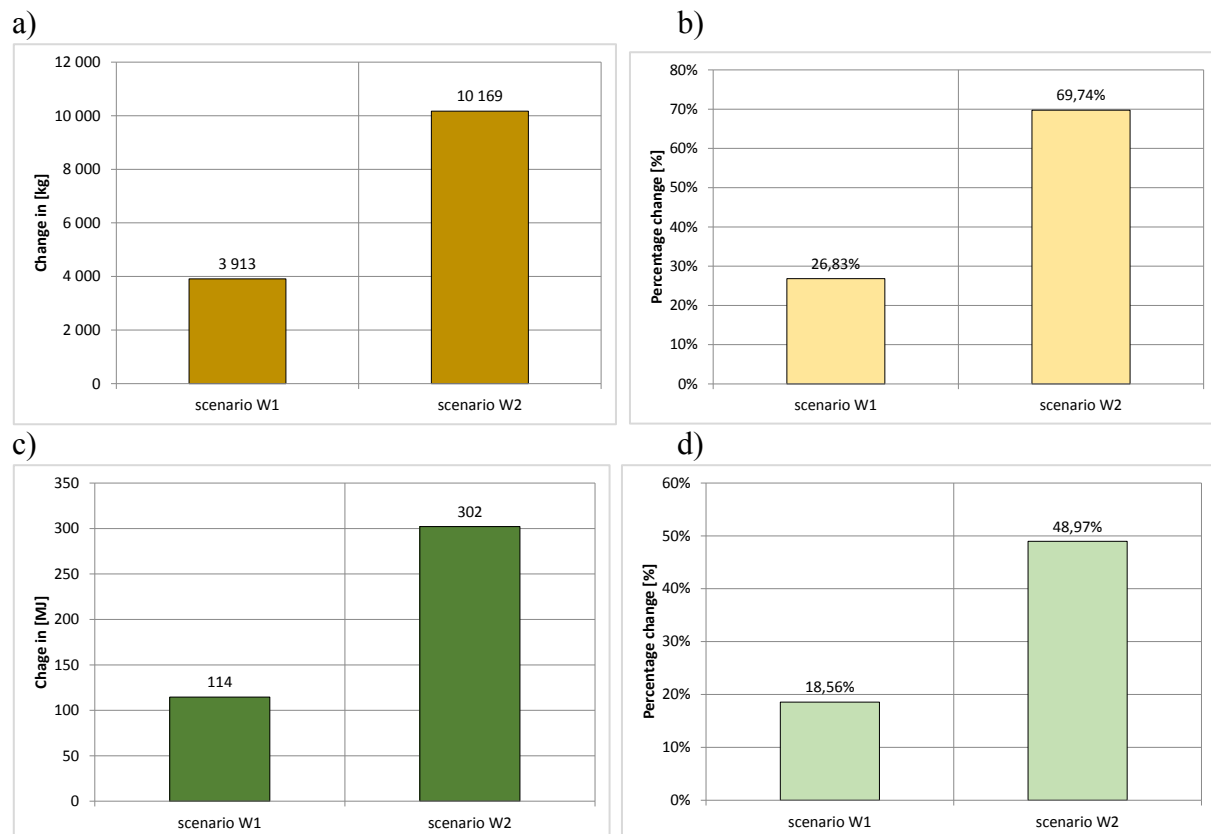 a)
12 000
10 000
8 000
6 000
4 000
2 000
0
Change in [kg]
3 913
10 169
scenario W1
scenario W2
b)
80%
70%
60%
50%
40%
30%
20%
10%
0%
Percentage change [%]
26,83%
69,74%
scenario W1
scenario W2
c)
350
300
250
200
150
100
50
0
Chage in [MJ]
114
302
scenario W1
scenario W2
d)
60%
50%
40%
30%
20%
10%
0%
Percentage change [%]
18,56%
48,97%
scenario W1
scenario W2